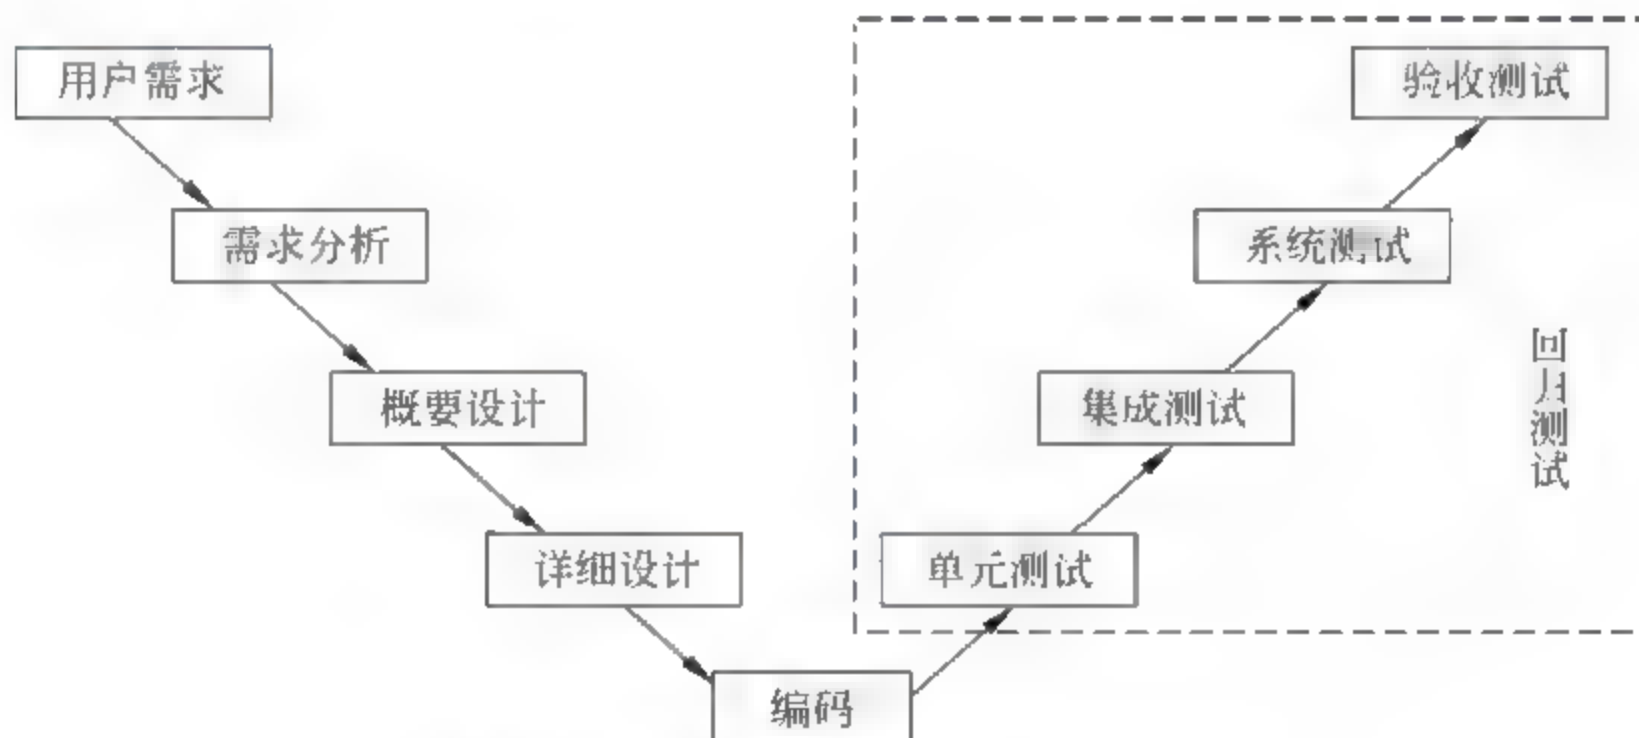 用户需求
验收测试
需求分析
系统测试
概要设计
集成测试
回归测试
详细设计
单元测试
编码